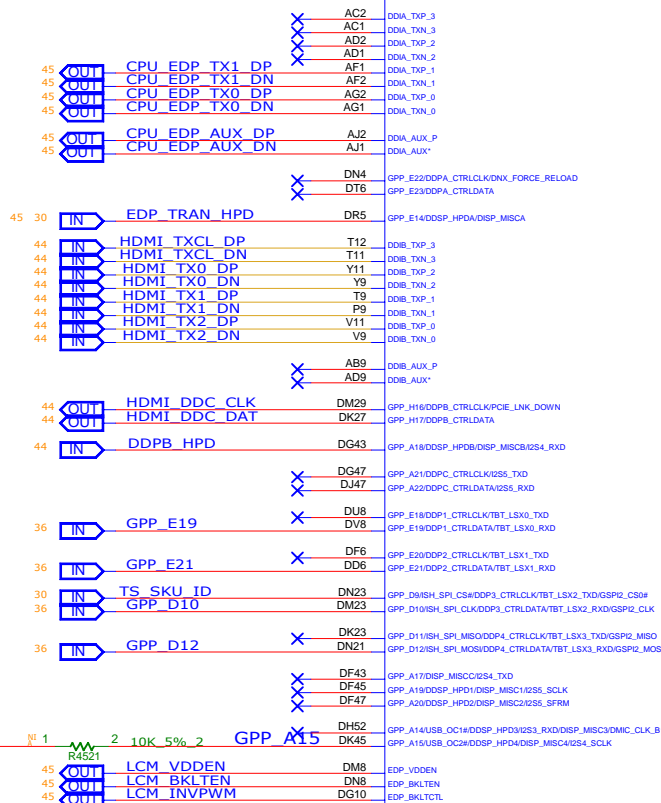 AC2 DDIA_TXP_3
AC1 DDIA_TXN_3
AD2 DDIA_TXP_2
AD1 DDIA_TXN_2
45 OUT CPU_EDP_TX1_DP AF1 DDIA_TXP_1
45 OUT CPU_EDP_TX1_DN AF2 DDIA_TXN_1
45 OUT CPU_EDP_TX0_DP AG2 DDIA_TXP_0
45 OUT CPU_EDP_TX0_DN AG1 DDIA_TXN_0
45 OUT CPU_EDP_AUX_DP AJ2 DDIA_AUX_P
45 OUT CPU_EDP_AUX_DN AJ1 DDIA_AUX*
DN4 GPP_E22/DDPA_CTRLCLK/DNX_FORCE_RELOAD
DT6 GPP_E23/DDPA_CTRLDATA
45 30 IN EDP_TRAN_HPD DR5 GPP_E14/DDSP_HPDA/DISP_MISCA
44 IN HDMI_TXCL_DP T12 DDIB_TXP_3
44 IN HDMI_TXCL_DN T11 DDIB_TXN_3
44 IN HDMI_TX0_DP Y11 DDIB_TXP_2
44 IN HDMI_TX0_DN Y9 DDIB_TXN_2
44 IN HDMI_TX1_DP T9 DDIB_TXP_1
44 IN HDMI_TX1_DN P9 DDIB_TXN_1
44 IN HDMI_TX2_DP V11 DDIB_TXP_0
44 IN HDMI_TX2_DN V9 DDIB_TXN_0
AB9 DDIB_AUX_P
AD9 DDIB_AUX*
44 OUT HDMI_DDC_CLK DM29 GPP_H16/DDPB_CTRLCLK/PCIE_LNK_DOWN
44 OUT HDMI_DDC_DAT DK27 GPP_H17/DDPB_CTRLDATA
44 IN DDPB_HPD DG43 GPP_A18/DDSP_HPDB/DISP_MISCB/I2S4_RXD
DG47 GPP_A21/DDPC_CTRLCLK/I2S5_TXD
DJ47 GPP_A22/DDPC_CTRLDATA/I2S5_RXD
DU8 GPP_E18/DDP1_CTRLCLK/TBT_LSX0_TXD
36 IN GPP_E19 DV8 GPP_E19/DDP1_CTRLDATA/TBT_LSX0_RXD
DF6 GPP_E20/DDP2_CTRLCLK/TBT_LSX1_TXD
36 IN GPP_E21 DD6 GPP_E21/DDP2_CTRLDATA/TBT_LSX1_RXD
30 IN TS_SKU_ID DN23 GPP_D9/ISH_SPI_CS#/DDP3_CTRLCLK/TBT_LSX2_TXD/GSPI2_CS0#
36 IN GPP_D10 DM23 GPP_D10/ISH_SPI_CLK/DDP3_CTRLDATA/TBT_LSX2_RXD/GSPI2_CLK
DK23 GPP_D11/ISH_SPI_MISO/DDP4_CTRLCLK/TBT_LSX3_TXD/GSPI2_MISO
36 IN GPP_D12 DN21 GPP_D12/ISH_SPI_MOSI/DDP4_CTRLDATA/TBT_LSX3_RXD/GSPI2_MOS
DF43 GPP_A17/DISP_MISCC/I2S4_TXD
DF45 GPP_A19/DDSP_HPD1/DISP_MISC1/I2S5_SCLK
DF47 GPP_A20/DDSP_HPD2/DISP_MISC2/I2S5_SFRM
DH52 GPP_A14/USB_OC1#/DDSP_HPD3/I2S3_RXD/DISP_MISC3/DMIC_CLK_B
1 2 10K_5%_2 GPP_A15 DK45 GPP_A15/USB_OC2#/DDSP_HPD4/DISP_MISC4/I2S4_SCLK
R4521
45 OUT LCM_VDDEN DM8 EDP_VDDEN
45 OUT LCM_BKLTEN DN8 EDP_BKLTEN
45 OUT LCM_INVPWM DG10 EDP_BKLTCTL